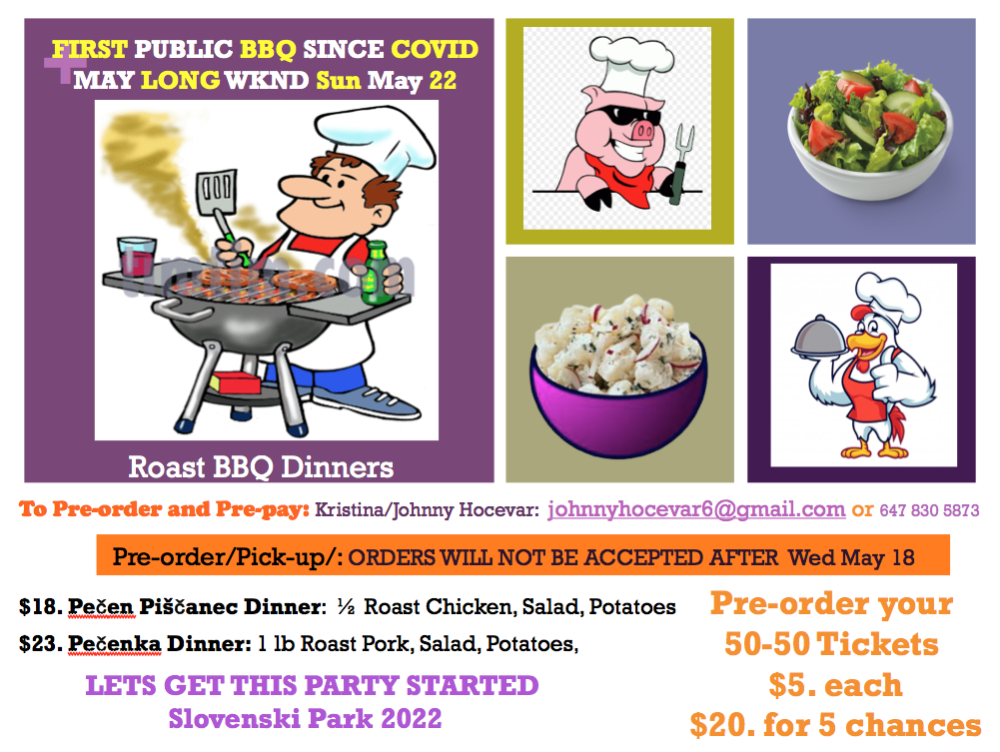 FIRST PUBLIC BBQ SINCE COVID
MAY LONG WKND Sun May 22
Roast BBQ Dinners
To Pre-order and Pre-pay: Kristina/Johnny Hocevar: johnnyhocevar6@gmail.com or 647 830 5873
Pre-order/Pick-up/: ORDERS WILL NOT BE ACCEPTED AFTER Wed May 18
$18. Pečen Piščanec Dinner: ½ Roast Chicken, Salad, Potatoes
$23. Pečenka Dinner: 1 lb Roast Pork, Salad, Potatoes,
LETS GET THIS PARTY STARTED
Slovenski Park 2022
Pre-order your
50-50 Tickets
$5. each
$20. for 5 chances